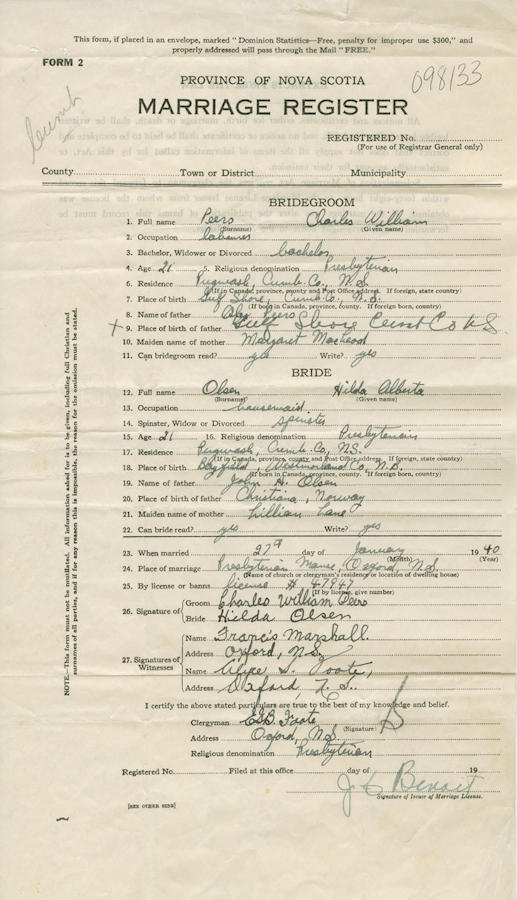 This form, if placed in an envelope, marked "Dominion Statistics—Free, penalty for improper use $300," and
properly addressed will pass through the Mail "FREE."
FORM 2
098133
PROVINCE OF NOVA SCOTIA
Cumb
MARRIAGE REGISTER
REGISTERED No.
(For use of Registrar General only)
County Town or District Municipality
BRIDEGROOM
1. Full name Peers Charles William
(Surname) (Given name)
2. Occupation labourer
3. Bachelor, Widower or Divorced bachelor
4. Age 21 5. Religious denomination Presbyterian
6. Residence Pugwash, Cumb. Co., N.S.
(If in Canada, province, county and Post Office address. If foreign, state country)
7. Place of birth Gulf Shore, Cumb. Co., N.S.
(If born in Canada, province, county. If foreign born, country)
8. Name of father Peers
x 9. Place of birth of father Gulf Shore Cumb Co N.S.
10. Maiden name of mother Margaret
11. Can bridegroom read? yes Write? yes
BRIDE
12. Full name Olsen Hilda Alberta
(Surname) (Given name)
13. Occupation housemaid
14. Spinster, Widow or Divorced spinster
15. Age 21 16. Religious denomination Presbyterian
17. Residence Pugwash, Cumb. Co., N.S.
(If in Canada, province, county and Post Office address. If foreign, state country)
18. Place of birth Bayfield, Westmorland Co. N.B.
(If born in Canada, province, county. If foreign born, country)
19. Name of father John H. Olsen
20. Place of birth of father Christiana, Norway
21. Maiden name of mother Lillian Lane
22. Can bride read? yes Write? yes
23. When married 27th day of January 1940
(Month) (Year)
24. Place of marriage Presbyterian Manse, Oxford, N.S.
(Name of church or clergyman's residence or location of dwelling house)
25. By license or banns license # 47947
(If by license, give number)
26. Signature of Groom Charles William Peers
Bride Hilda Olsen
27. Signatures of Witnesses
Name Francis Marshall.
Address Oxford, N.S.
Name Alice S. Foote,
Address Oxford, N.S.
I certify the above stated particulars are true to the best of my knowledge and belief.
Clergyman Foote
(Signature)
Address Oxford, N.S.
Religious denomination Presbyterian
Registered No. Filed at this office day of 19
Signature of Issuer of Marriage License.
[SEE OTHER SIDE]
NOTE—This form must not be mutilated. All information asked for is to be given, including full Christian and
surnames of all parties, and if for any reason this is impossible, the reason for the omission must be stated.